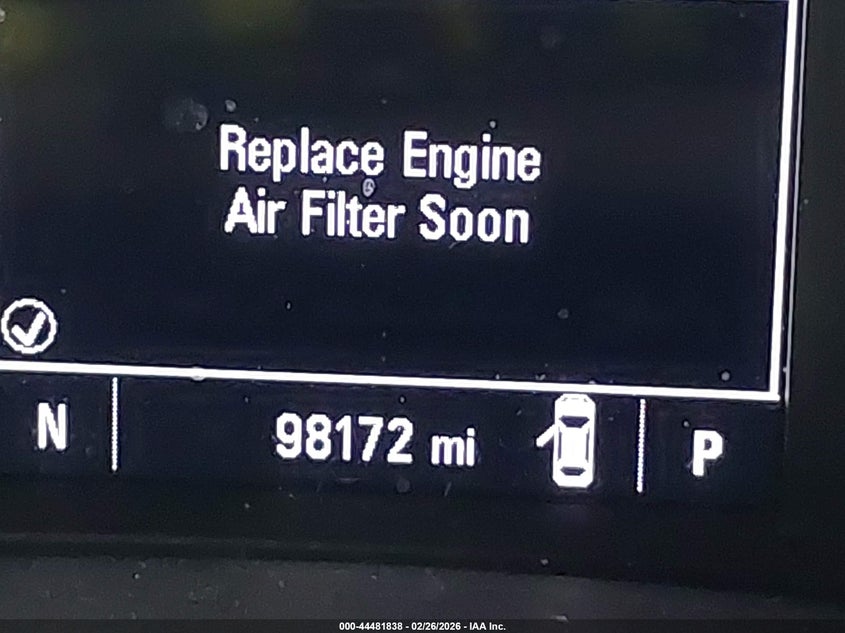 Replace Engine
Air Filter Soon
N 98172 mi P
000-44481838 - 02/26/2026 - IAA Inc.